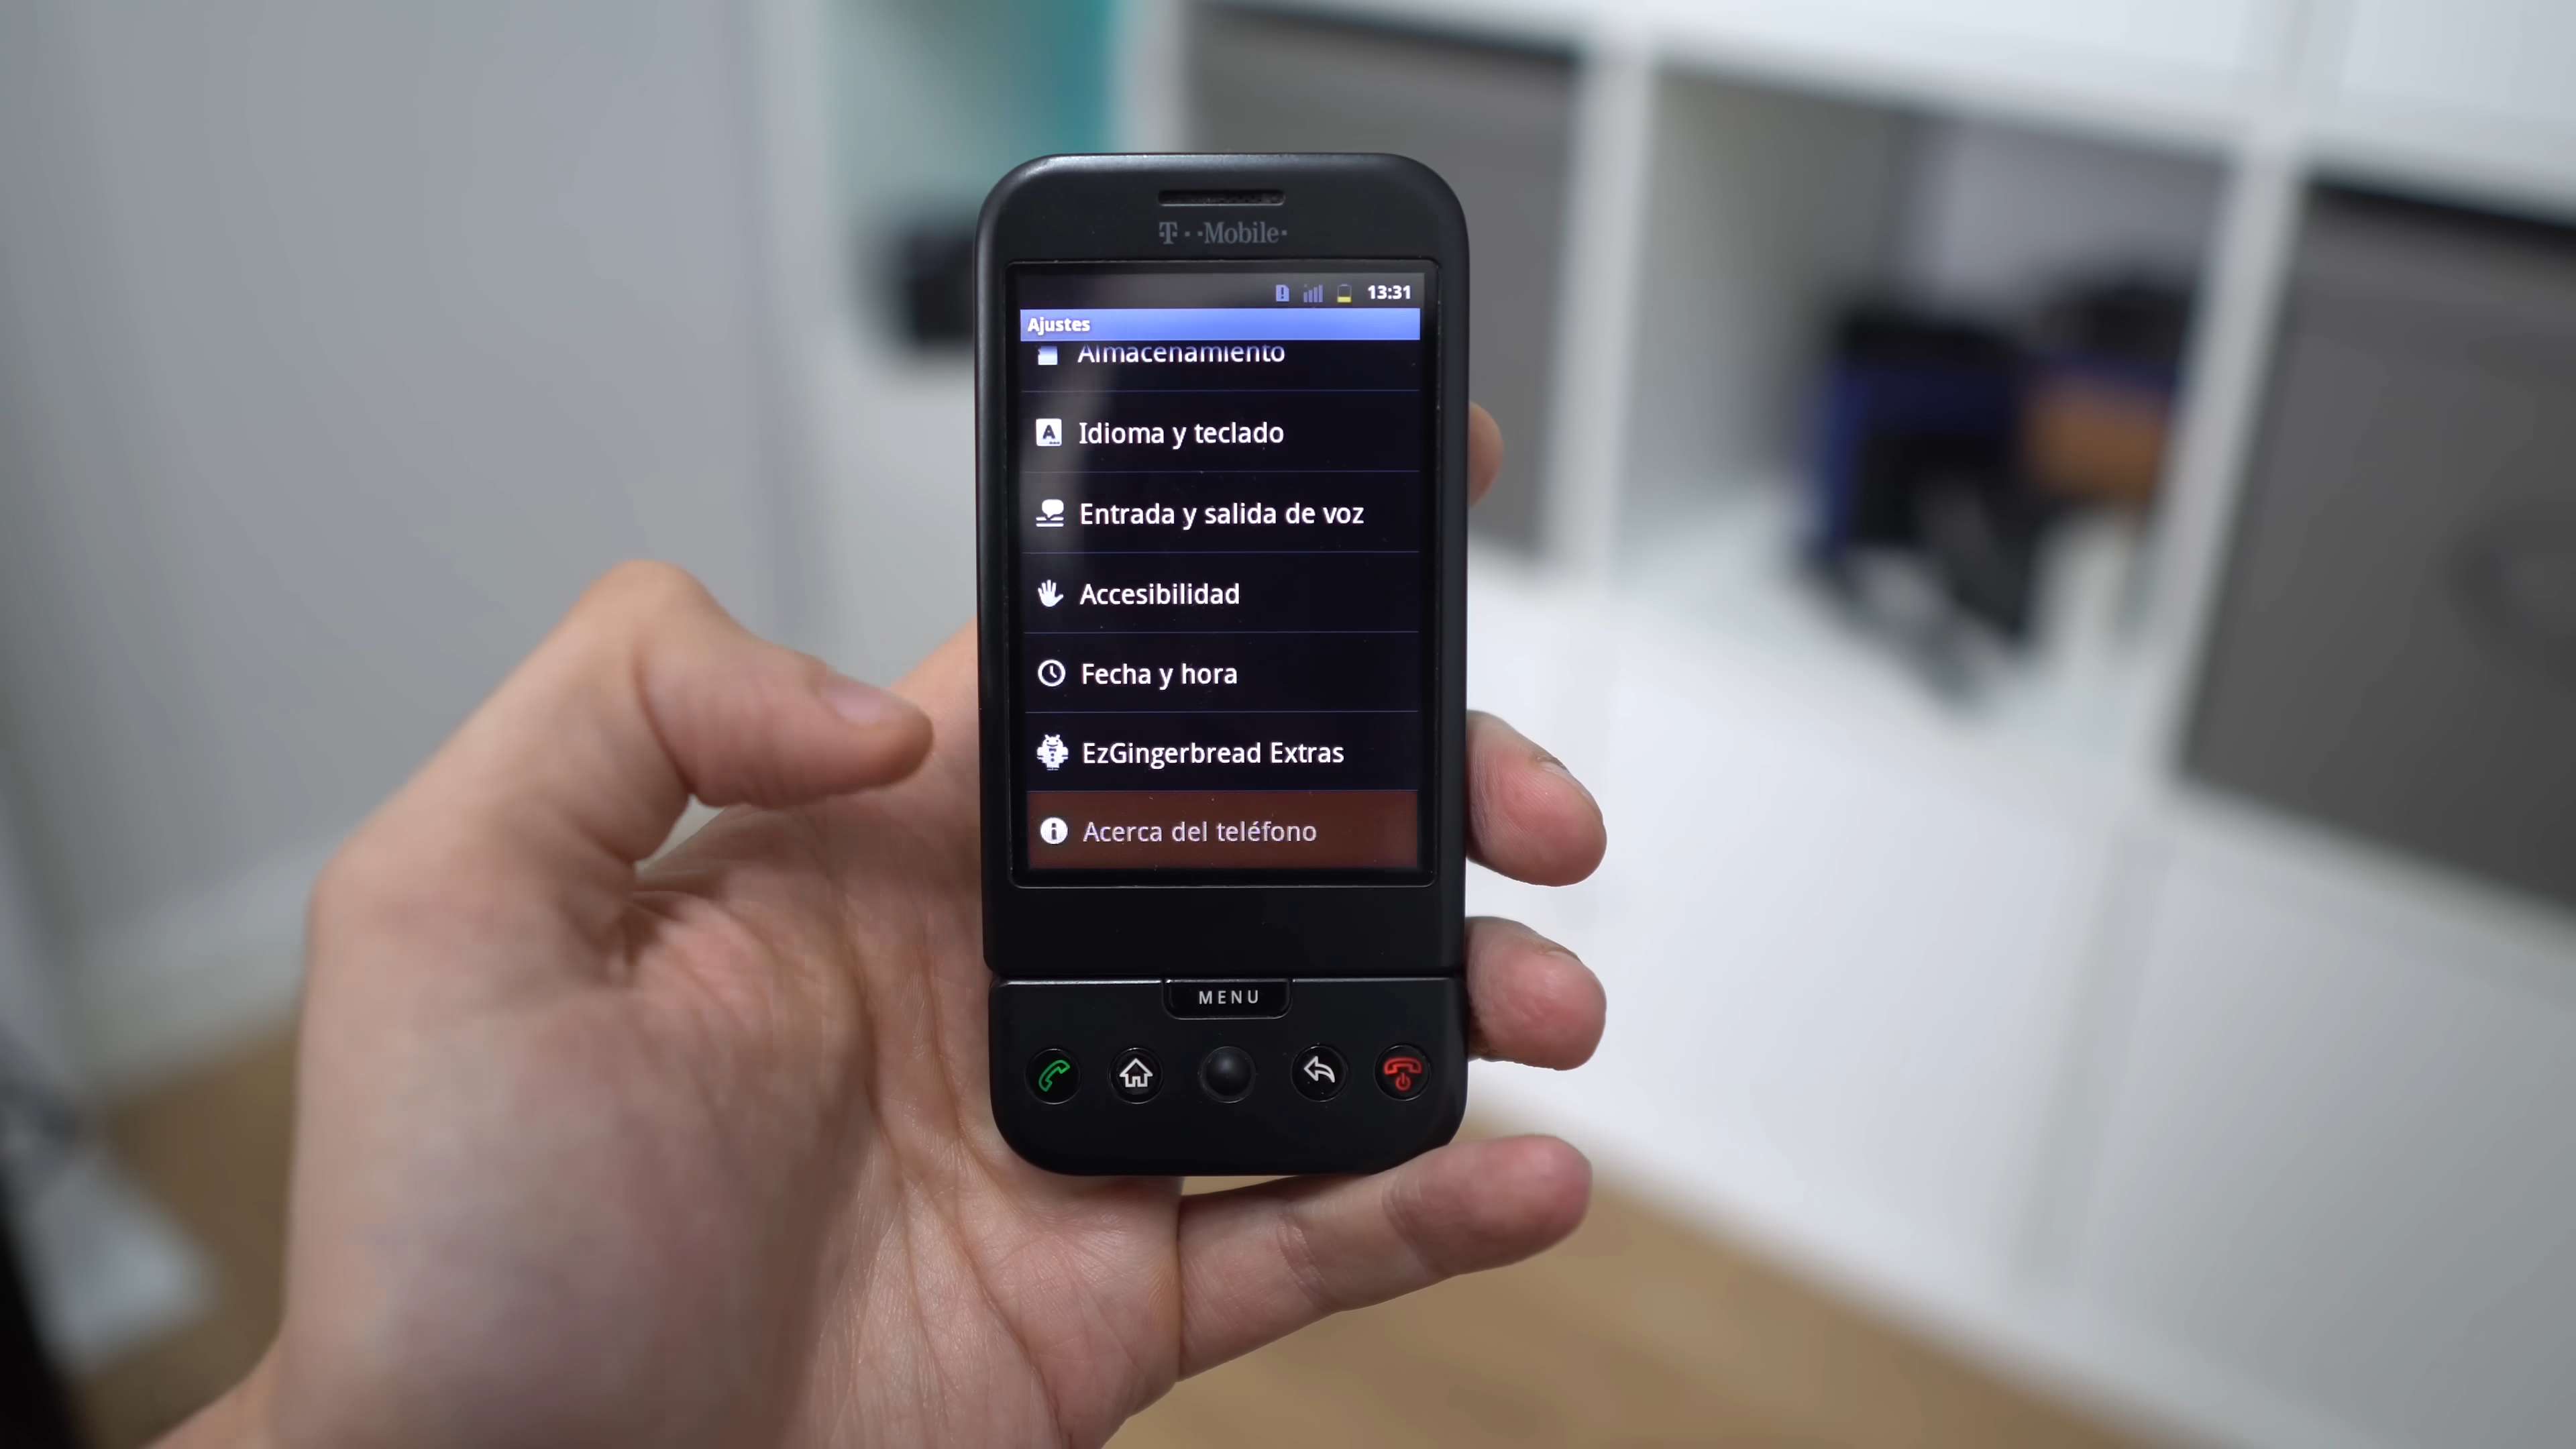 T··Mobile·
13:31
Ajustes
Almacenamiento
Idioma y teclado
Entrada y salida de voz
Accesibilidad
Fecha y hora
EzGingerbread Extras
Acerca del teléfono
MENU